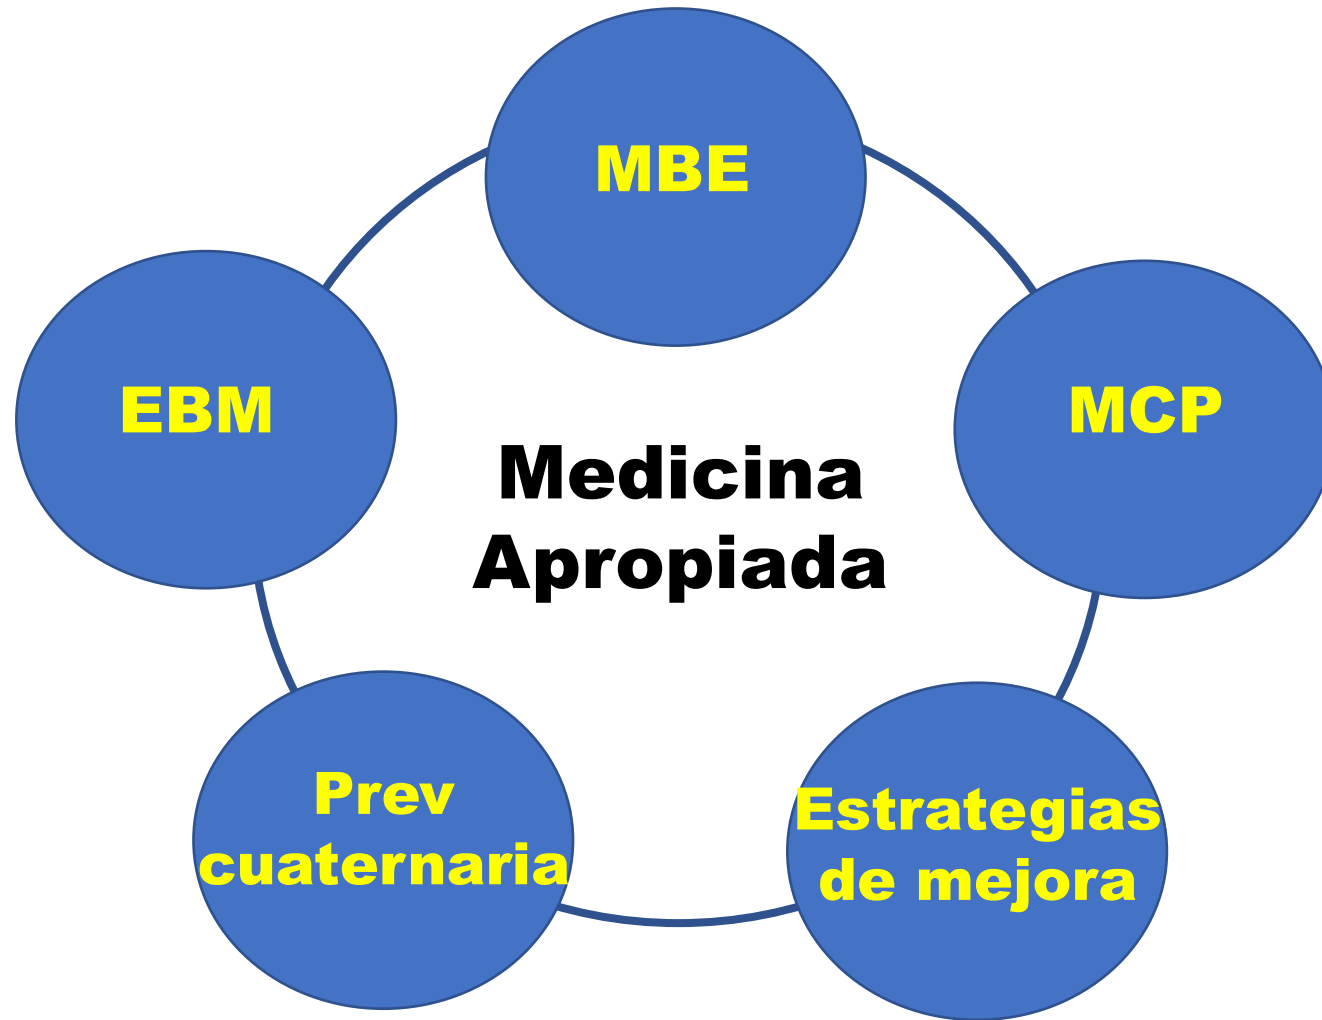 MBE
EBM
MCP
Medicina
Apropiada
Prev
cuaternaria
Estrategias
de mejora